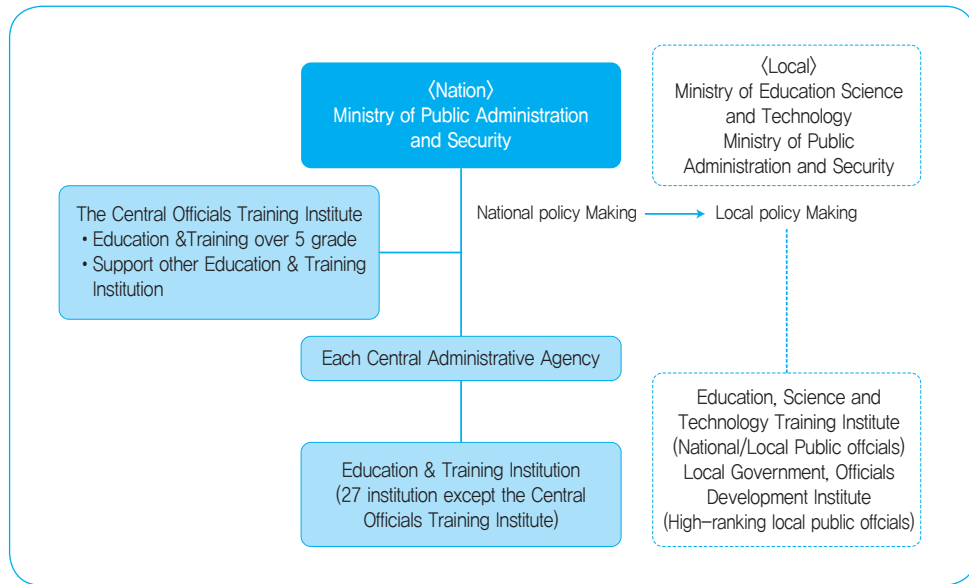 〈Nation〉
Ministry of Public Administration
and Security
〈Local〉
Ministry of Education Science
and Technology
Ministry of Public
Administration and Security
The Central Officials Training Institute
• Education &Training over 5 grade
• Support other Education & Training
Institution
National policy Making
Local policy Making
Each Central Administrative Agency
Education & Training Institution
(27 institution except the Central
Officials Training Institute)
Education, Science and
Technology Training Institute
(National/Local Public offcials)
Local Government, Officials
Development Institute
(High-ranking local public offcials)